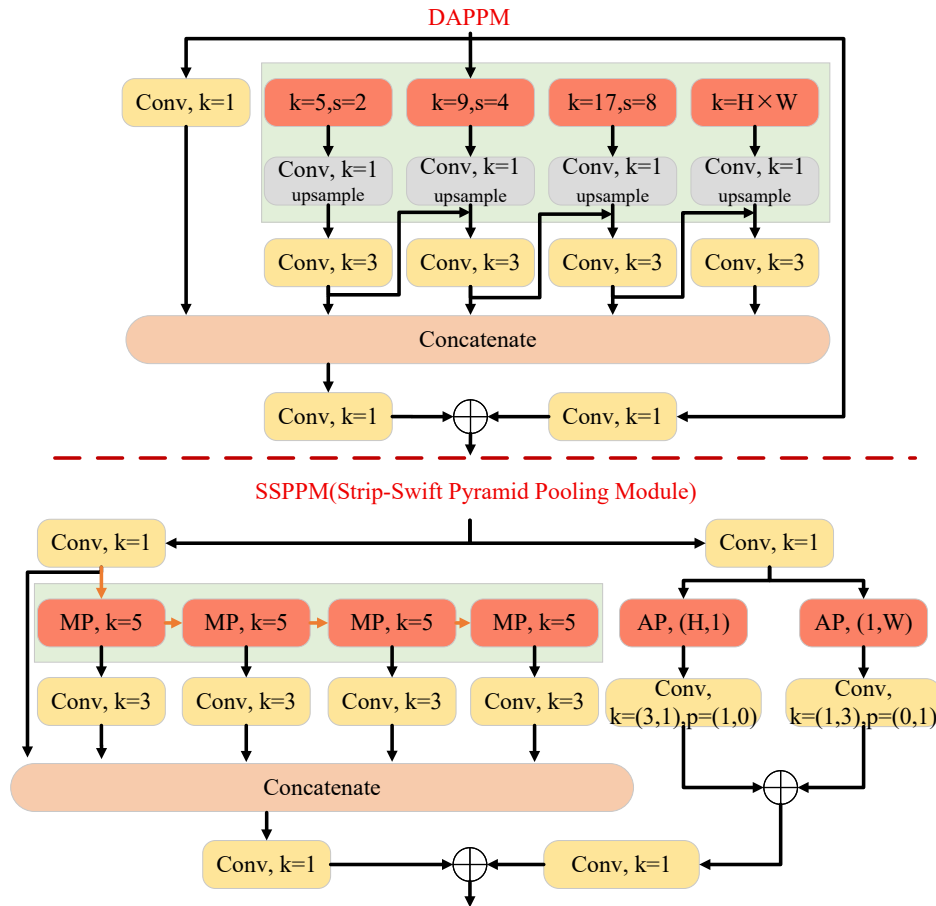 DAPPM
Conv, k=1
k=5,s=2
k=9,s=4
k=17,s=8
k=H×W
Conv, k=1
upsample
Conv, k=1
upsample
Conv, k=1
upsample
Conv, k=1
upsample
Conv, k=3
Conv, k=3
Conv, k=3
Conv, k=3
Concatenate
Conv, k=1
Conv, k=1
SSPPM(Strip-Swift Pyramid Pooling Module)
Conv, k=1
Conv, k=1
MP, k=5
MP, k=5
MP, k=5
MP, k=5
AP, (H,1)
AP, (1,W)
Conv, k=3
Conv, k=3
Conv, k=3
Conv, k=3
Conv,
k=(3,1),p=(1,0)
Conv,
k=(1,3),p=(0,1)
Concatenate
Conv, k=1
Conv, k=1